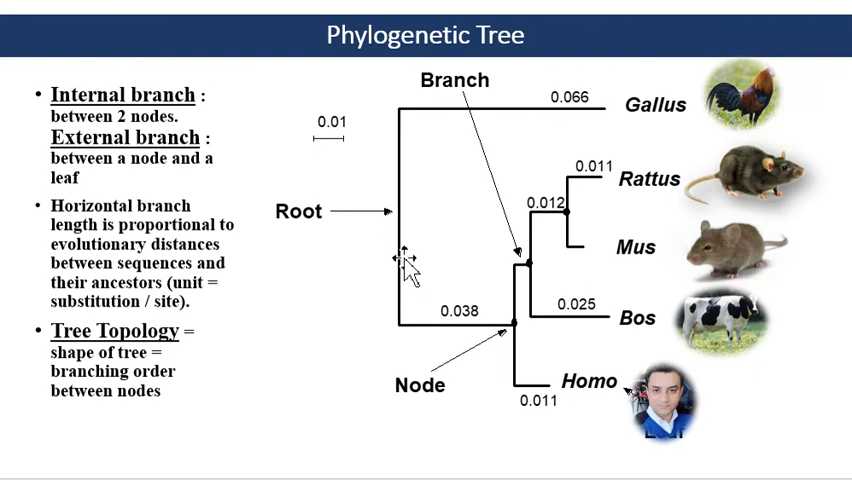 Phylogenetic Tree
• Internal branch :
between 2 nodes.
External branch :
between a node and a
leaf
• Horizontal branch
length is proportional to
evolutionary distances
between sequences and
their ancestors (unit =
substitution / site).
• Tree Topology =
shape of tree =
branching order
between nodes
Branch
0.066
Gallus
0.01
0.011
Rattus
0.012
Root
Mus
0.025
Bos
0.038
Node
Homo
0.011